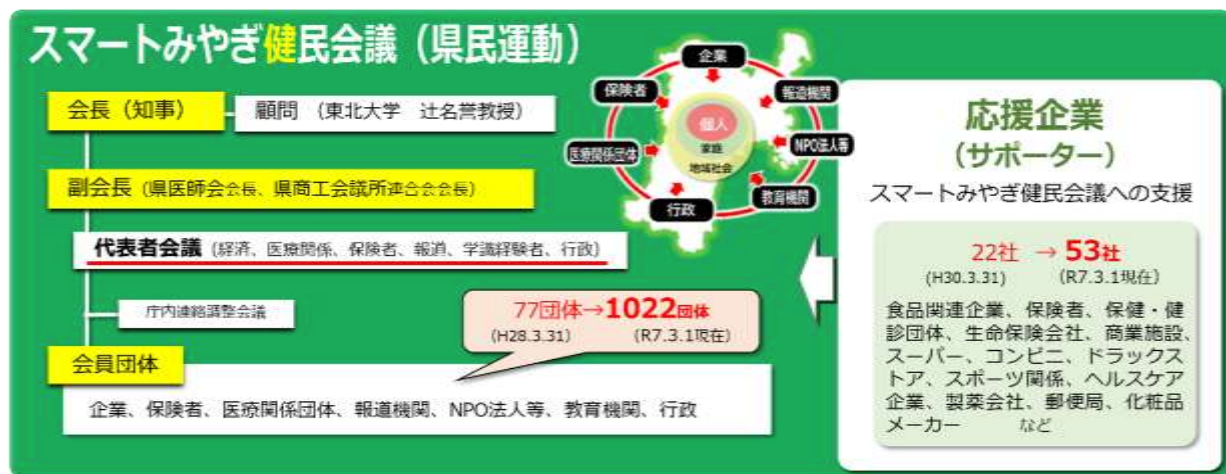 スマートみやぎ健民会議（県民運動）
会長（知事）
顧問（東北大学　辻名誉教授）
副会長（県医師会会長、県商工会議所連合会会長）
代表者会議（経済、医療関係、保険者、報道、学識経験者、行政）
庁内連絡調整会議
77団体→1022団体
（H28.3.31）　（R7.3.1現在）
会員団体
企業、保険者、医療関係団体、報道機関、NPO法人等、教育機関、行政
企業
保険者
報道機関
個人
家庭
地域社会
医療関係団体
NPO法人等
行政
教育機関
応援企業
（サポーター）
スマートみやぎ健民会議への支援
22社　→ 53社
（H30.3.31）　（R7.3.1現在）
食品関連企業、保険者、保健・健
診団体、生命保険会社、商業施設、
スーパー、コンビニ、ドラックス
トア、スポーツ関係、ヘルスケア
企業、製薬会社、郵便局、化粧品
メーカー　　など